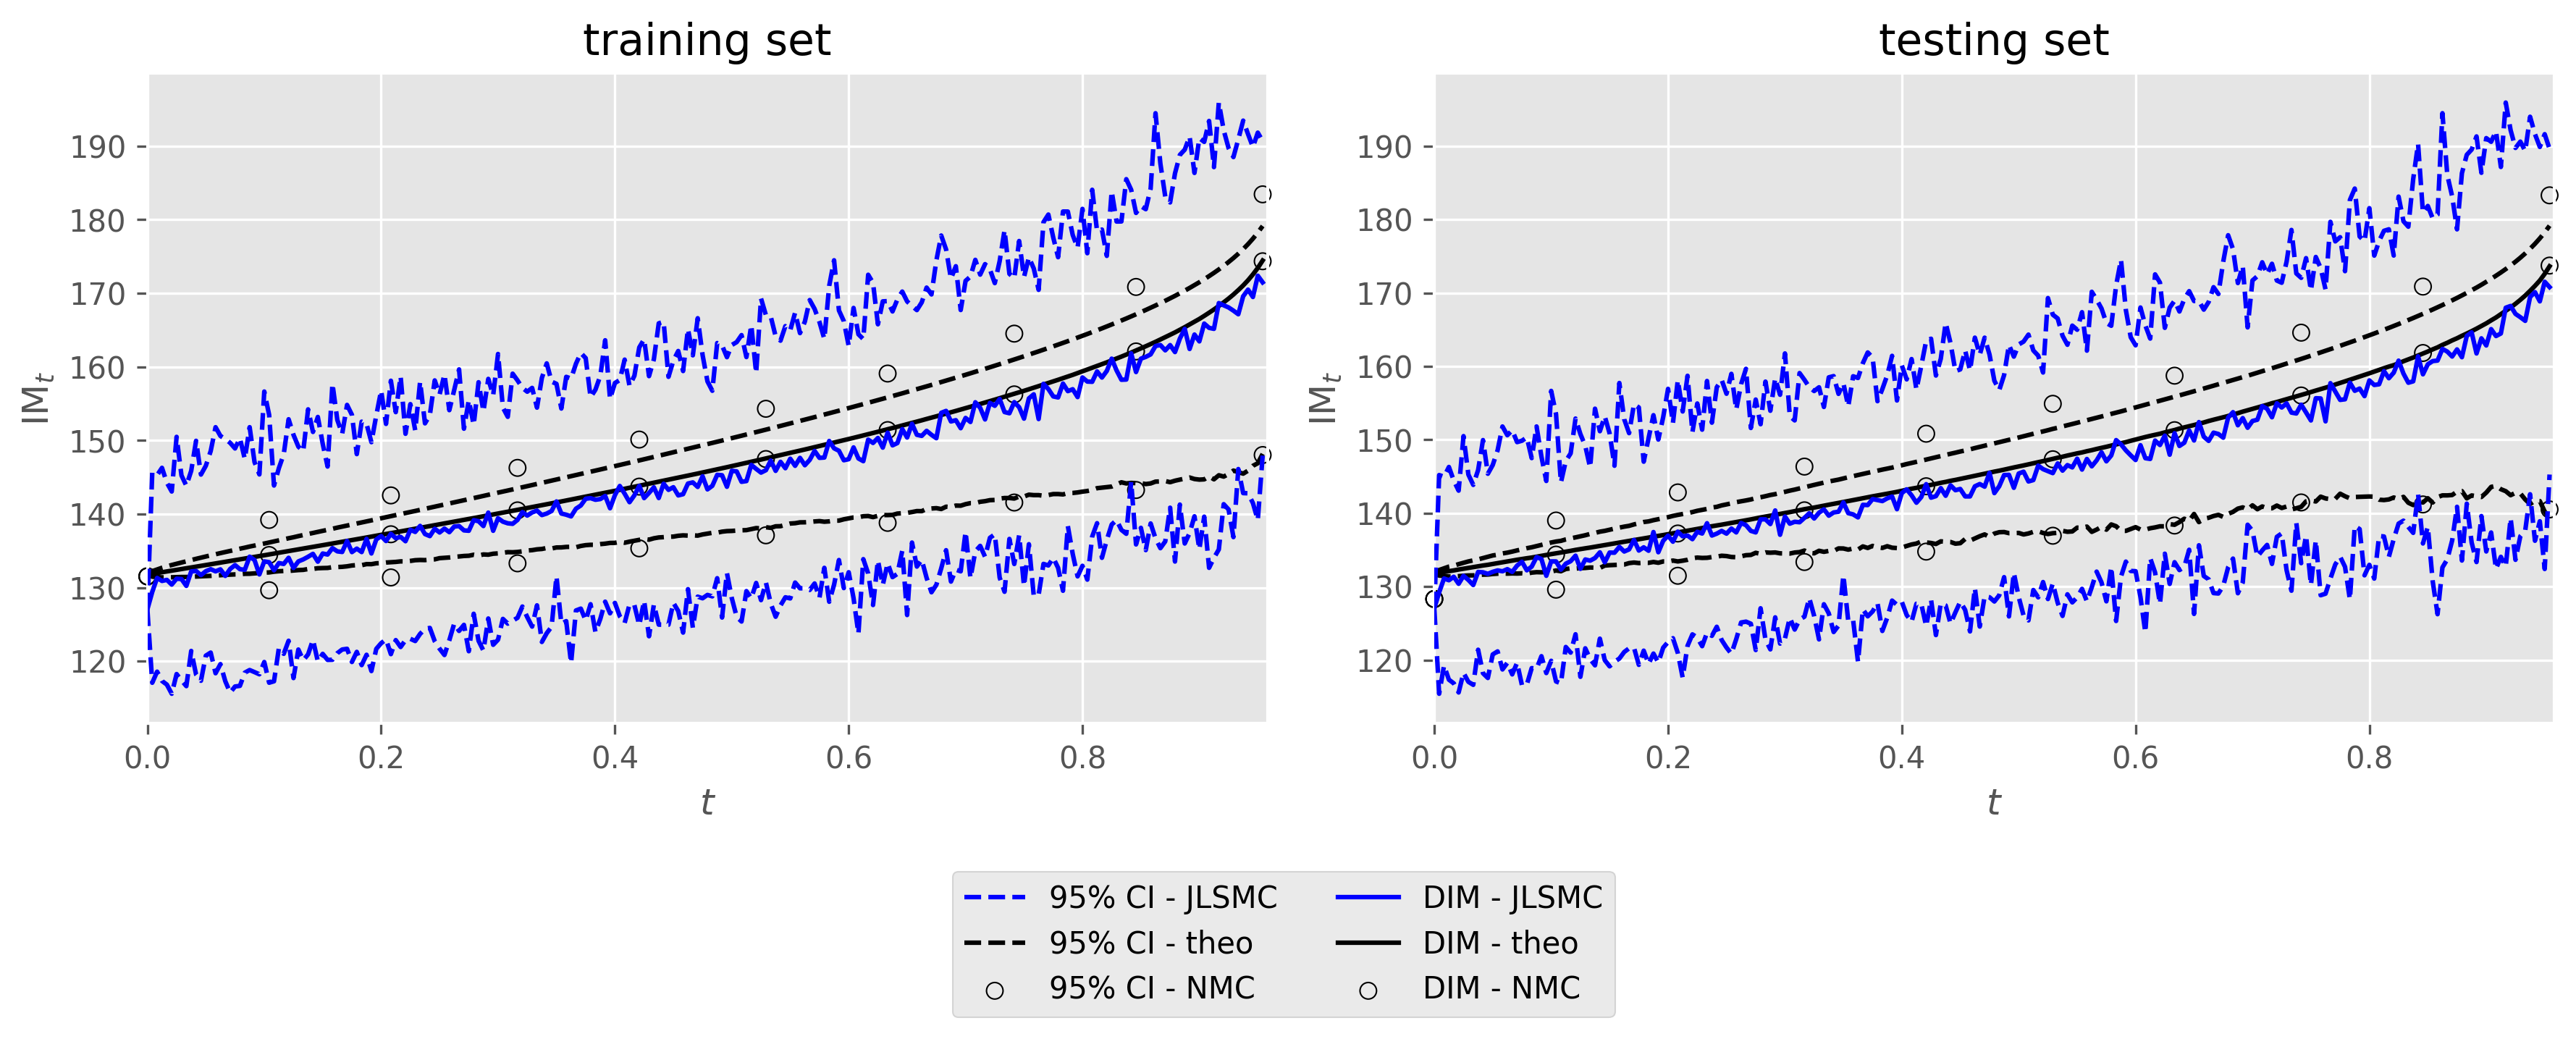 training set
190
180
170
160
150
140
130
120
IM_t
0.0 0.2 0.4 0.6 0.8
t
testing set
190
180
170
160
150
140
130
120
IM_t
0.0 0.2 0.4 0.6 0.8
t
95% CI - JLSMC
95% CI - theo
95% CI - NMC
DIM - JLSMC
DIM - theo
DIM - NMC